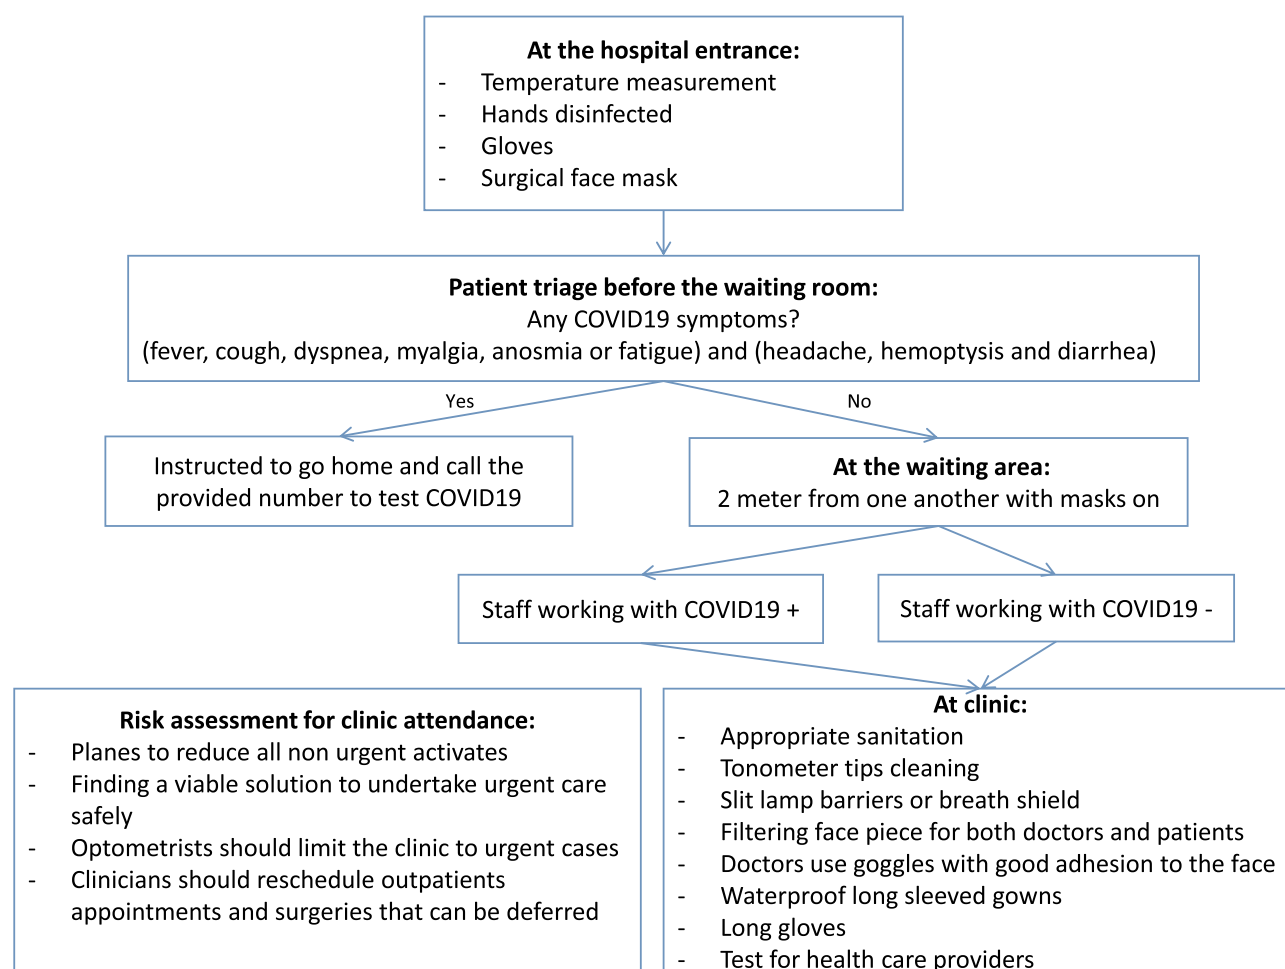 At the hospital entrance:
- Temperature measurement
- Hands disinfected
- Gloves
- Surgical face mask
Patient triage before the waiting room:
Any COVID19 symptoms?
(fever, cough, dyspnea, myalgia, anosmia or fatigue) and (headache, hemoptysis and diarrhea)
Yes
No
Instructed to go home and call the
provided number to test COVID19
At the waiting area:
2 meter from one another with masks on
Staff working with COVID19 +
Staff working with COVID19 -
Risk assessment for clinic attendance:
- Planes to reduce all non urgent activates
- Finding a viable solution to undertake urgent care
safely
- Optometrists should limit the clinic to urgent cases
- Clinicians should reschedule outpatients
appointments and surgeries that can be deferred
At clinic:
- Appropriate sanitation
- Tonometer tips cleaning
- Slit lamp barriers or breath shield
- Filtering face piece for both doctors and patients
- Doctors use goggles with good adhesion to the face
- Waterproof long sleeved gowns
- Long gloves
- Test for health care providers